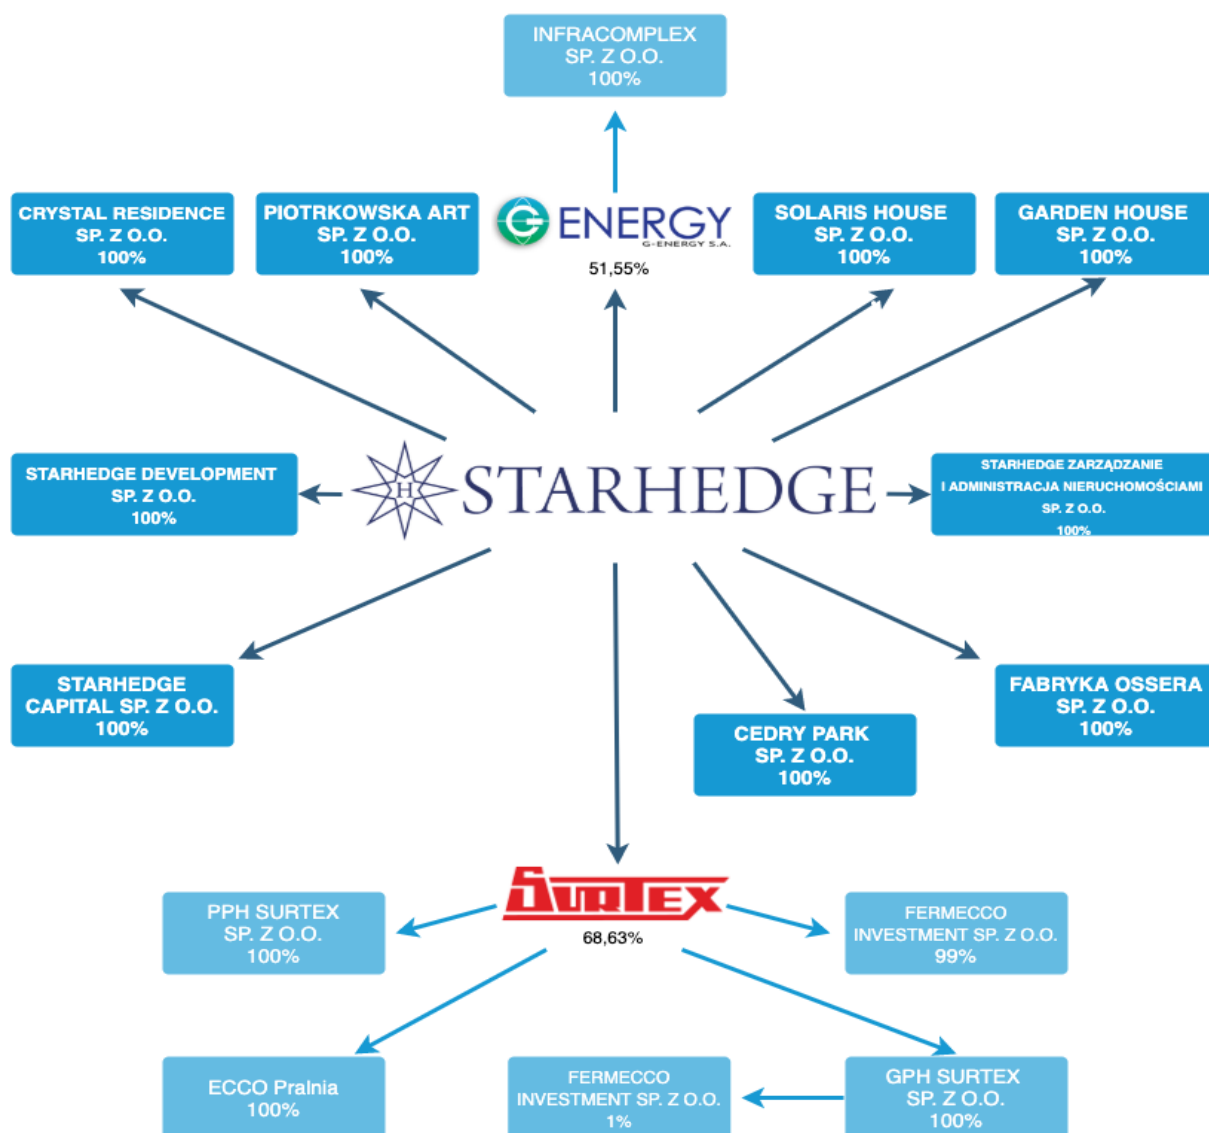 INFRACOMPLEX
SP. Z O.O.
100%
CRYSTAL RESIDENCE
SP. Z O.O.
100%
PIOTRKOWSKA ART
SP. Z O.O.
100%
G ENERGY
G-ENERGY S.A.
51,55%
SOLARIS HOUSE
SP. Z O.O.
100%
GARDEN HOUSE
SP. Z O.O.
100%
STARHEDGE DEVELOPMENT
SP. Z O.O.
100%
H STARHEDGE
STARHEDGE ZARZĄDZANIE
I ADMINISTRACJA NIERUCHOMOŚCIAMI
SP. Z O.O.
100%
STARHEDGE
CAPITAL SP. Z O.O.
100%
CEDRY PARK
SP. Z O.O.
100%
FABRYKA OSSERA
SP. Z O.O.
100%
SURTEX
68,63%
PPH SURTEX
SP. Z O.O.
100%
FERMECCO
INVESTMENT SP. Z O.O.
99%
ECCO Pralnia
100%
FERMECCO
INVESTMENT SP. Z O.O.
1%
GPH SURTEX
SP. Z O.O.
100%